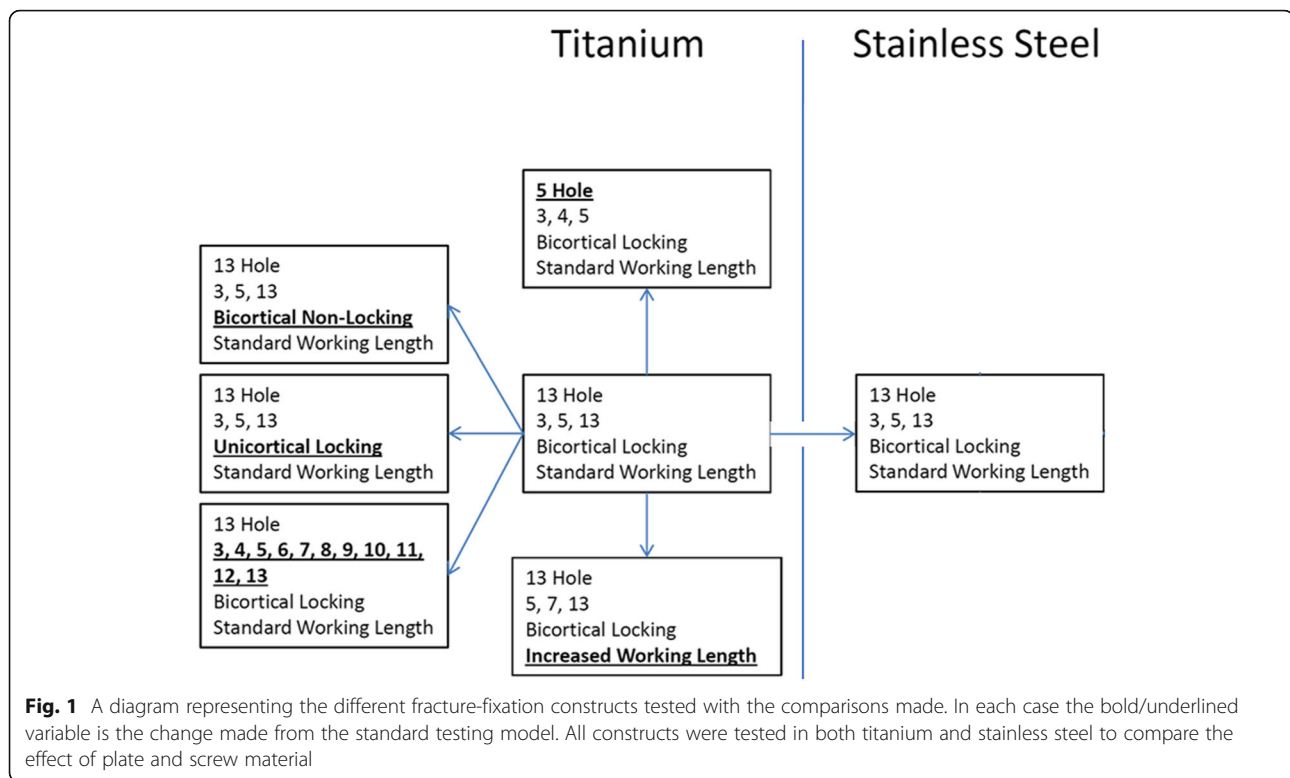 Titanium
Stainless Steel
5 Hole
3, 4, 5
Bicortical Locking
Standard Working Length
13 Hole
3, 5, 13
Bicortical Non-Locking
Standard Working Length
13 Hole
3, 5, 13
Unicortical Locking
Standard Working Length
13 Hole
3, 5, 13
Bicortical Locking
Standard Working Length
13 Hole
3, 5, 13
Bicortical Locking
Standard Working Length
13 Hole
3, 4, 5, 6, 7, 8, 9, 10, 11,
12, 13
Bicortical Locking
Standard Working Length
13 Hole
5, 7, 13
Bicortical Locking
Increased Working Length
Fig. 1 A diagram representing the different fracture-fixation constructs tested with the comparisons made. In each case the bold/underlined
variable is the change made from the standard testing model. All constructs were tested in both titanium and stainless steel to compare the
effect of plate and screw material